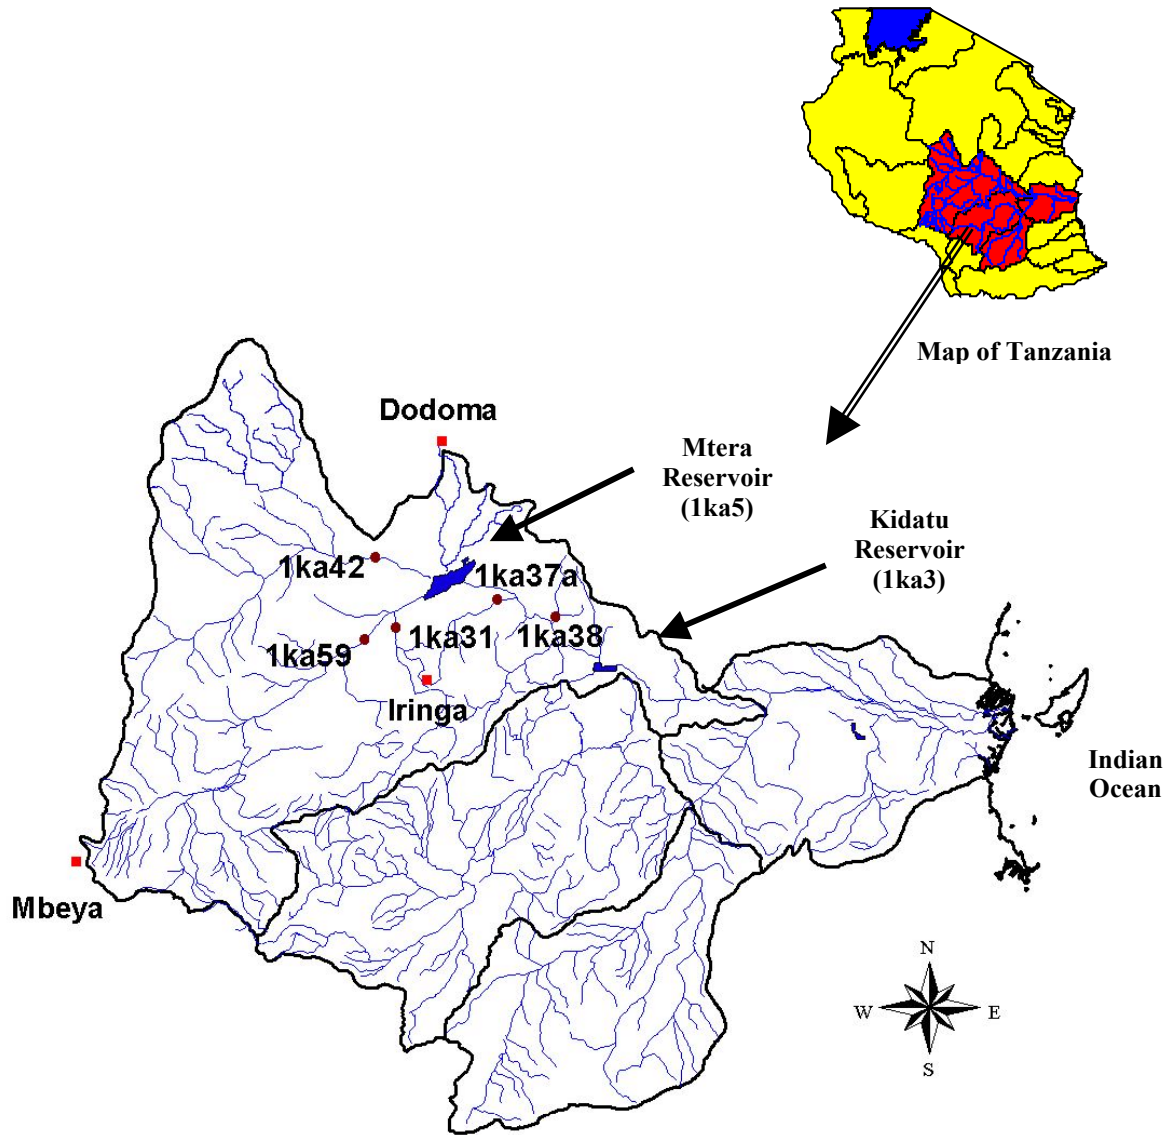 Map of Tanzania
Dodoma
Mtera
Reservoir
(1ka5)
Kidatu
Reservoir
(1ka3)
1ka42
1ka37a
1ka59
1ka31
1ka38
Iringa
Indian
Ocean
Mbeya
N
W
E
S